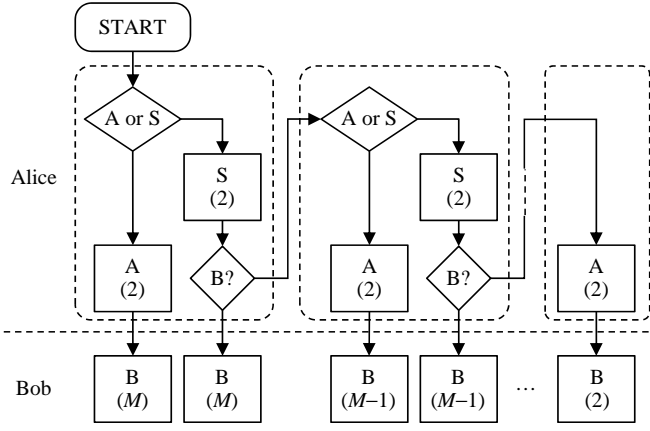 START
A or S
A or S
Alice
S
(2)
S
(2)
A
(2)
B?
A
(2)
B?
A
(2)
Bob
B
(M)
B
(M)
B
(M−1)
B
(M−1)
...
B
(2)